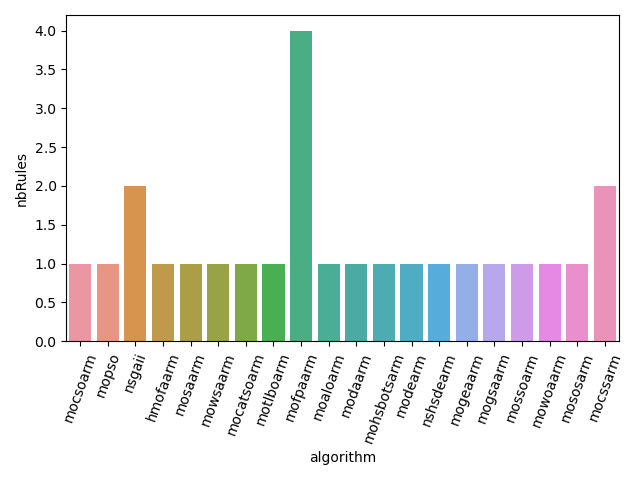 4.0
3.5
3.0
2.5
2.0
1.5
1.0
0.5
0.0
nbRules
mocsoarm
mopso
nsgaii
hmofaarm
mosaarm
mowsaarm
mocatsoarm
motlboarm
mofpaarm
moaloarm
modaarm
mohsbotsarm
modearm
nshsdearm
mogeaarm
mogsaarm
mossoarm
mowoaarm
mososarm
mocssarm
algorithm